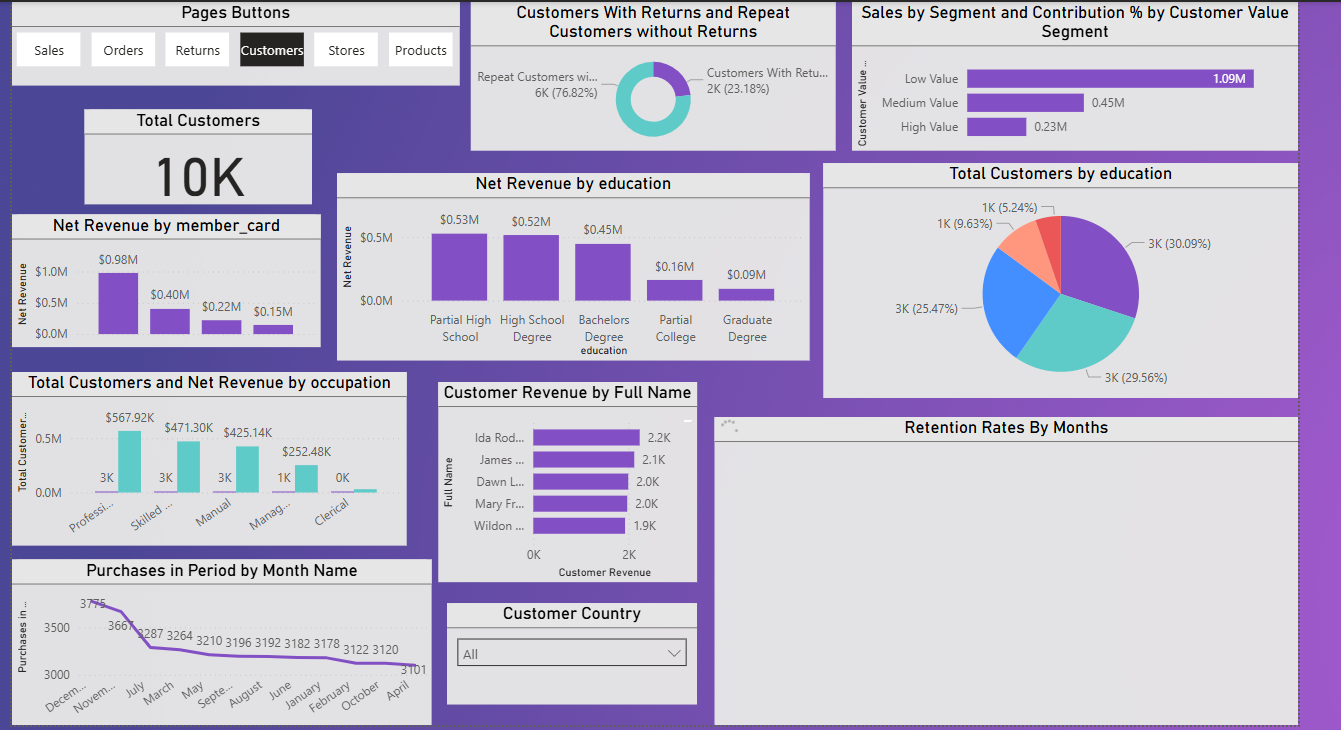 Pages Buttons
Sales
Orders
Returns
Customers
Stores
Products
Customers With Returns and Repeat
Customers without Returns
Repeat Customers wi...
6K (76.82%)
Customers With Retu...
2K (23.18%)
Sales by Segment and Contribution % by Customer Value
Segment
Customer Value ...
Low Value
1.09M
Medium Value
0.45M
High Value
0.23M
Total Customers
10K
Net Revenue by member_card
Net Revenue
$1.0M
$0.5M
$0.0M
$0.98M
$0.40M
$0.22M
$0.15M
Net Revenue by education
Net Revenue
$0.5M
$0.0M
$0.53M
$0.52M
$0.45M
$0.16M
$0.09M
Partial High
School
High School
Degree
Bachelors
Degree
Partial
College
Graduate
Degree
education
Total Customers by education
1K (5.24%)
1K (9.63%)
3K (30.09%)
3K (25.47%)
3K (29.56%)
Total Customers and Net Revenue by occupation
Total Customer...
0.5M
0.0M
$567.92K
$471.30K
$425.14K
$252.48K
3K
3K
3K
1K
0K
Professi...
Skilled ...
Manual
Manag...
Clerical
Customer Revenue by Full Name
Full Name
Ida Rod...
2.2K
James ...
2.1K
Dawn L...
2.0K
Mary Fr...
2.0K
Wildon ...
1.9K
0K
2K
Customer Revenue
Retention Rates By Months
Purchases in Period by Month Name
Purchases in ...
3500
3000
3775
3667
3287
3264
3210
3196
3192
3182
3178
3122
3120
3101
Decem...
Novem...
July
March
May
Septe...
August
June
January
February
October
April
Customer Country
All